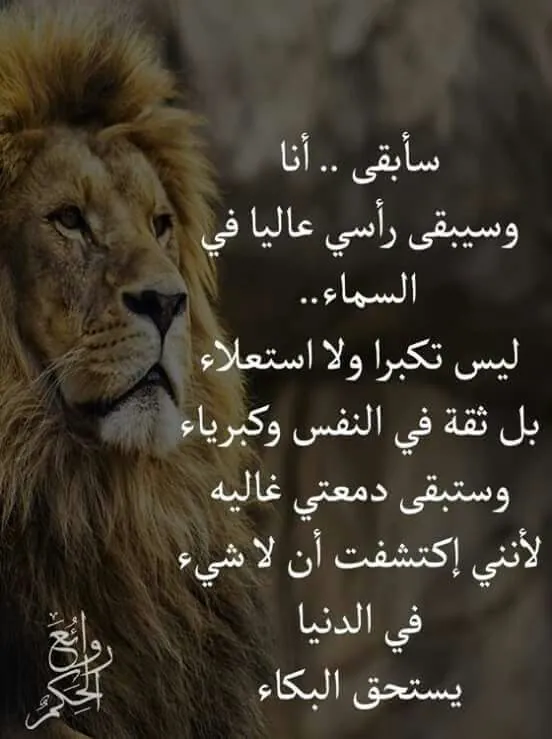 سأبقى .. أنا
وسيبقى رأسي عاليا في
السماء..
ليس تكبرا ولا استعلاء
بل ثقة في النفس وكبرياء
وستبقى دمعتي غاليه
لأنني إكتشفت أن لا شيء
في الدنيا
يستحق البكاء
روائع
الحكم